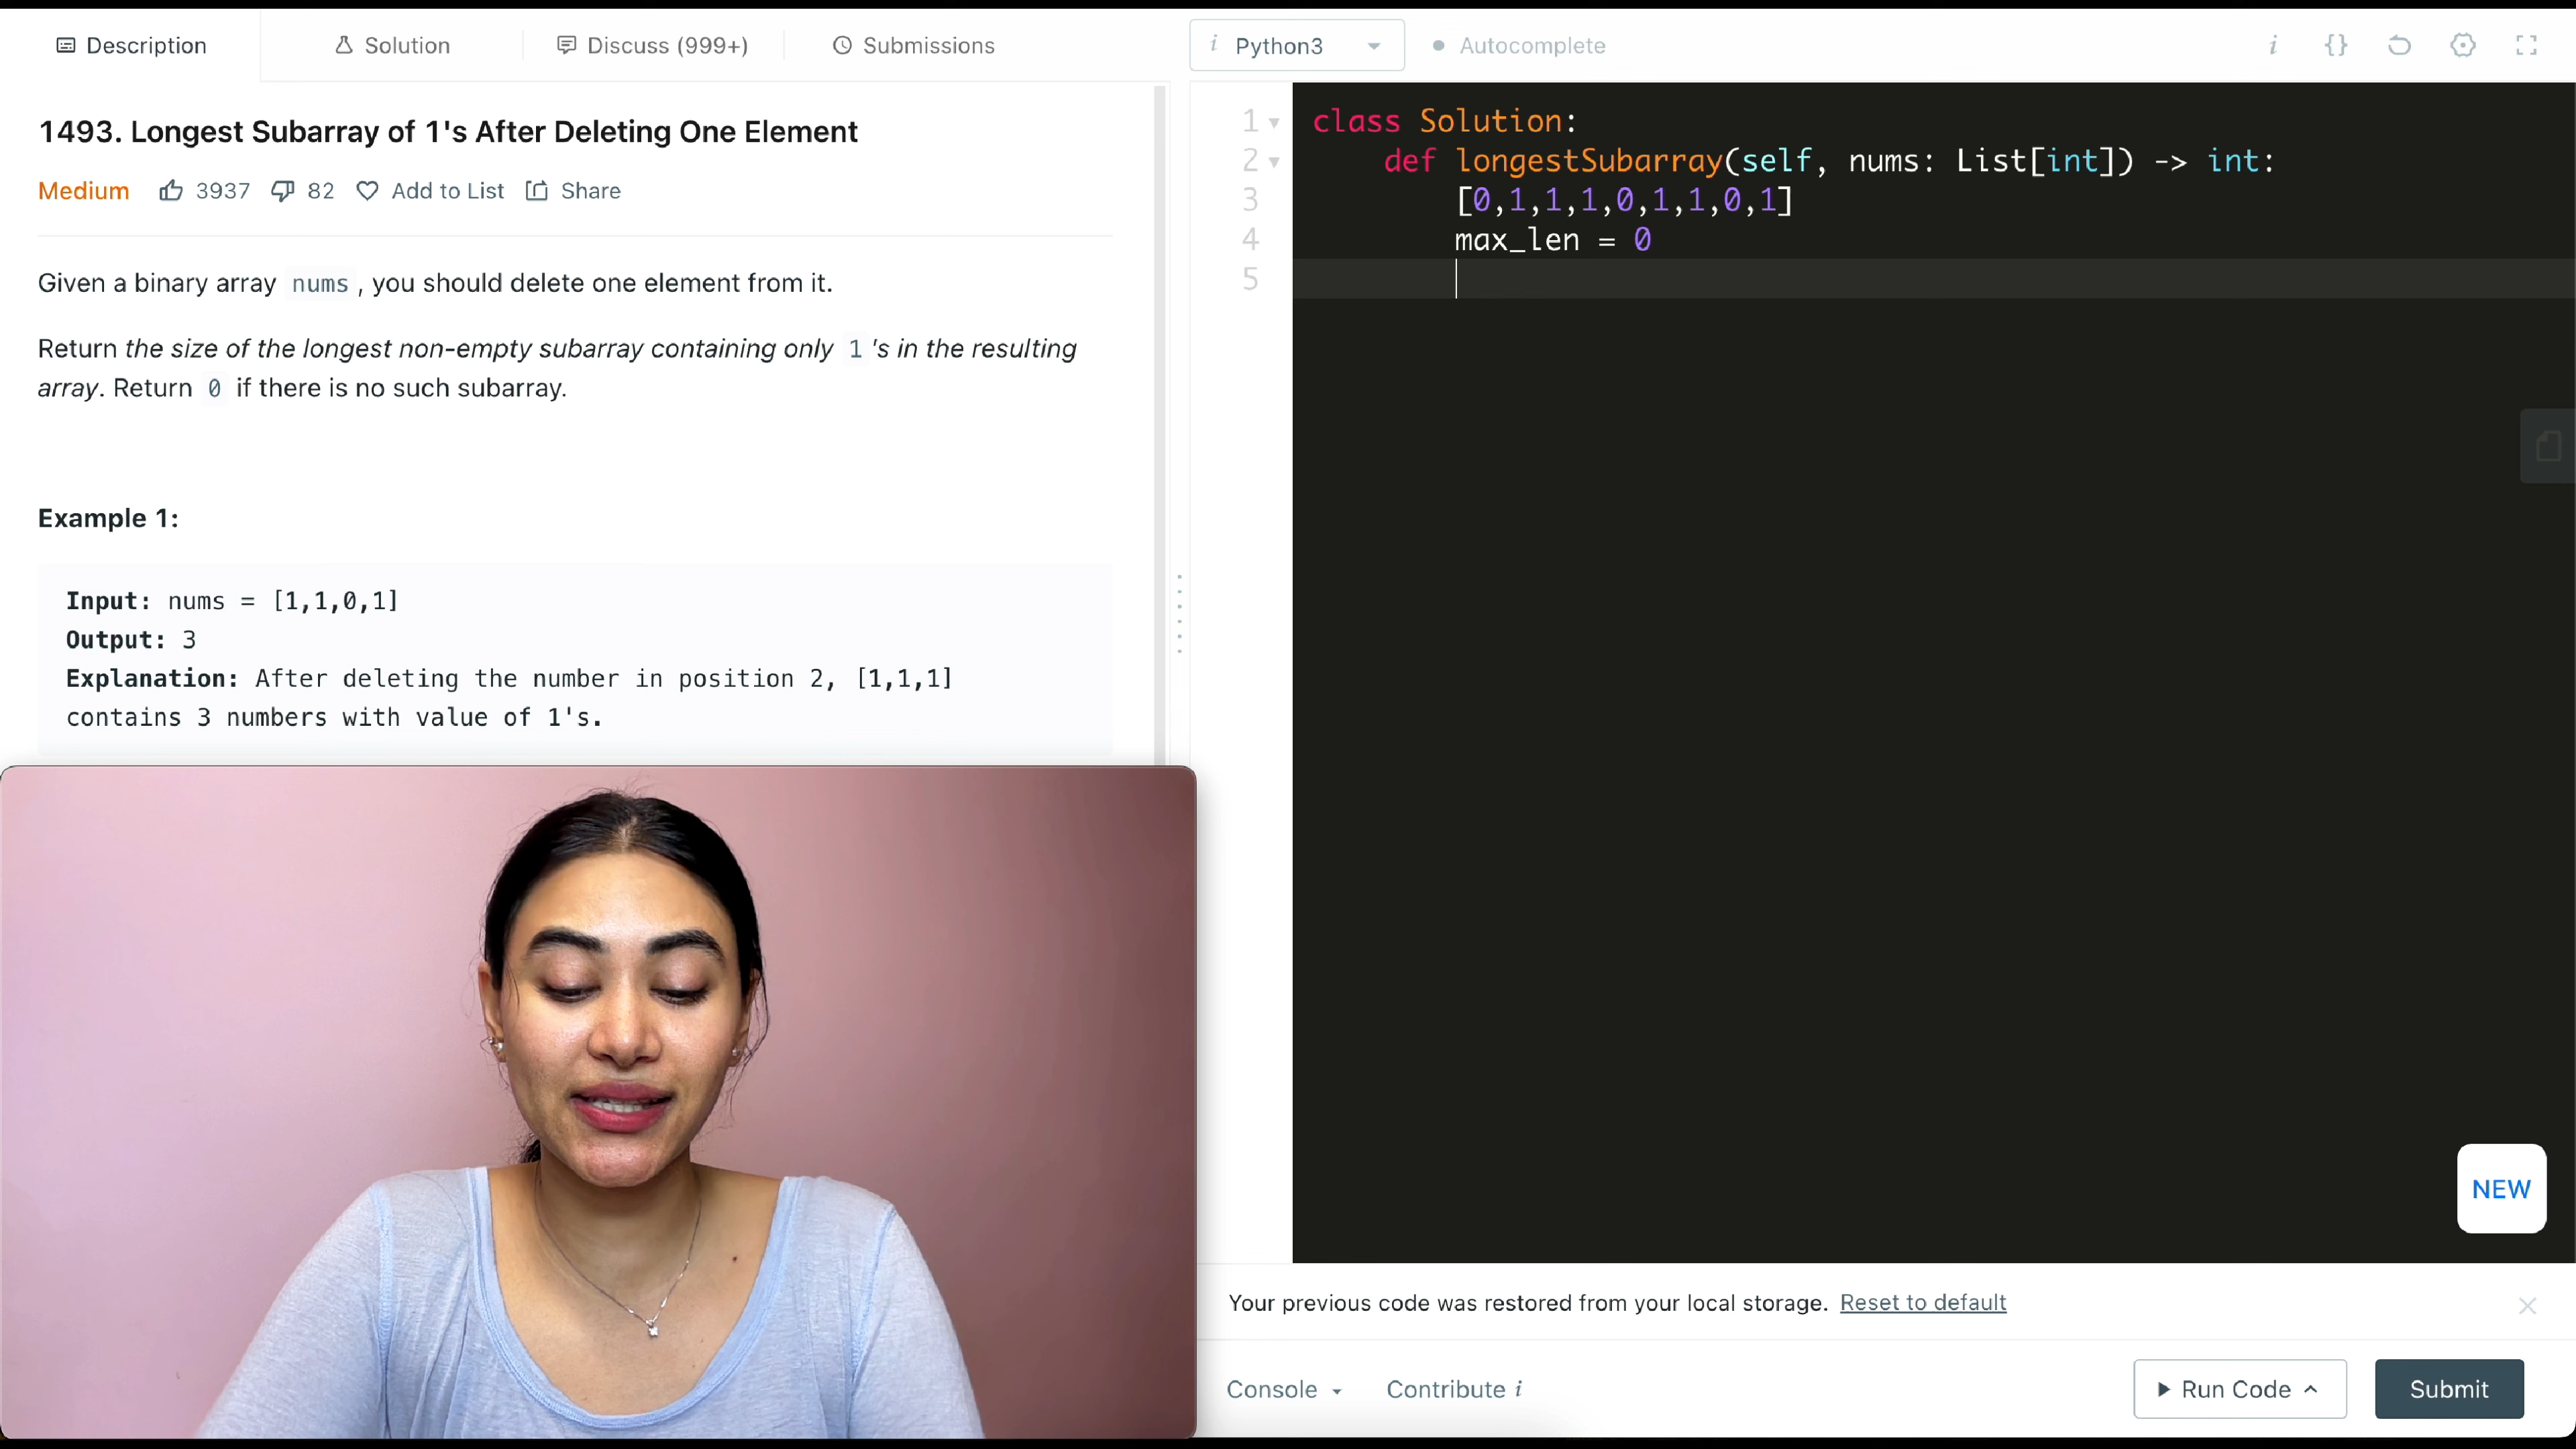 Description
Solution
Discuss (999+)
Submissions
i Python3
Autocomplete
i {}
1493. Longest Subarray of 1's After Deleting One Element
Medium 3937 82 Add to List Share
Given a binary array nums , you should delete one element from it.
Return the size of the longest non-empty subarray containing only 1 's in the resulting
array. Return 0 if there is no such subarray.
Example 1:
Input: nums = [1,1,0,1]
Output: 3
Explanation: After deleting the number in position 2, [1,1,1]
contains 3 numbers with value of 1's.
1 class Solution:
2 def longestSubarray(self, nums: List[int]) -> int:
3 [0,1,1,1,0,1,1,0,1]
4 max_len = 0
5
NEW
Your previous code was restored from your local storage. Reset to default
Console
Contribute i
Run Code
Submit